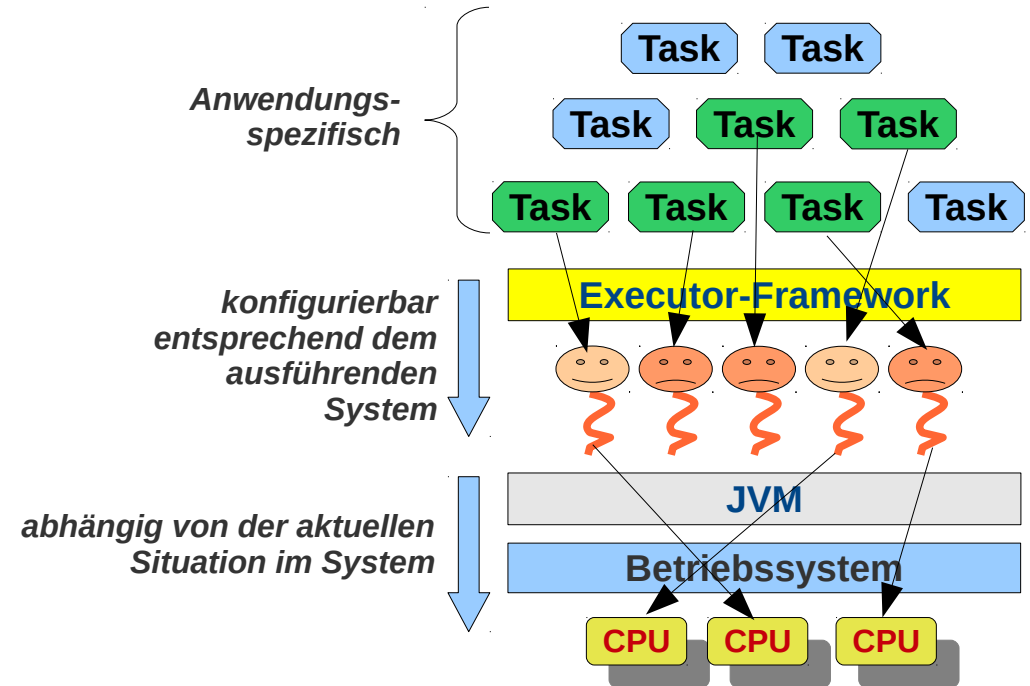 Task Task
Anwendungs-
spezifisch
Task Task Task
Task Task Task Task
Executor-Framework
konfigurierbar
entsprechend dem
ausführenden
System
JVM
abhängig von der aktuellen
Situation im System
Betriebssystem
CPU CPU CPU